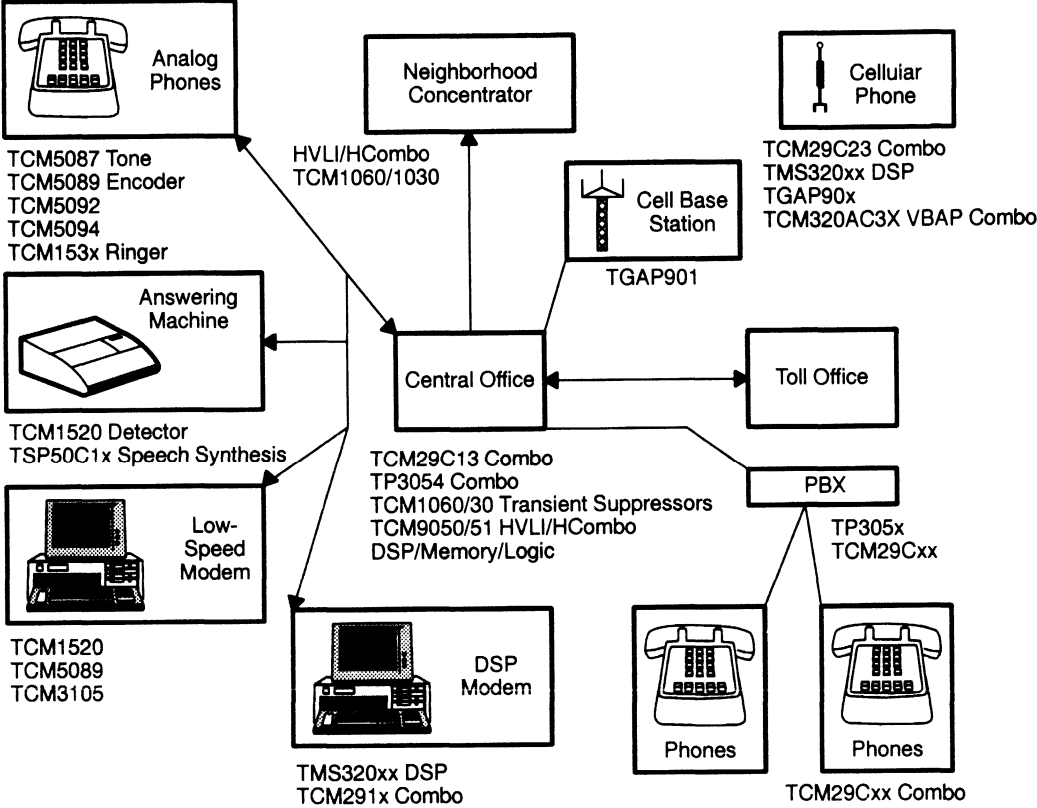 Analog
Phones
TCM5087 Tone
TCM5089 Encoder
TCM5092
TCM5094
TCM153x Ringer
Neighborhood
Concentrator
HVLI/HCombo
TCM1060/1030
Cell Base
Station
TGAP901
Cellular
Phone
TCM29C23 Combo
TMS320xx DSP
TGAP90x
TCM320AC3X VBAP Combo
Answering
Machine
TCM1520 Detector
TSP50C1x Speech Synthesis
Central Office
TCM29C13 Combo
TP3054 Combo
TCM1060/30 Transient Suppressors
TCM9050/51 HVLI/HCombo
DSP/Memory/Logic
Toll Office
PBX
TP305x
TCM29Cxx
Low-
Speed
Modem
TCM1520
TCM5089
TCM3105
DSP
Modem
TMS320xx DSP
TCM291x Combo
Phones
Phones
TCM29Cxx Combo